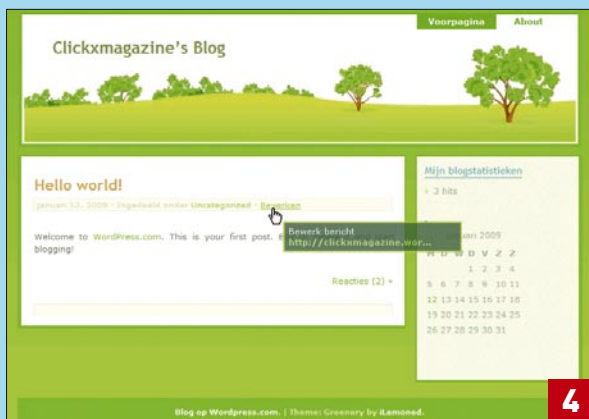 Voorpagina About
Clickxmagazine's Blog
Hello world!
januari 12, 2009 · Ingedeeld onder Uncategorized · Bewerken
Bewerk bericht
http://clickxmagazine.wor...
Welcome to WordPress.com. This is your first post.
blogging!
Reacties (2) »
Mijn blogstatistieken
3 hits
2009
M D W D V Z Z
1 2 3 4
5 6 7 8 9 10 11
12 13 14 15 16 17 18
19 20 21 22 23 24 25
26 27 28 29 30 31
Blog op Wordpress.com. | Theme: Greenery by iLemoned.
4